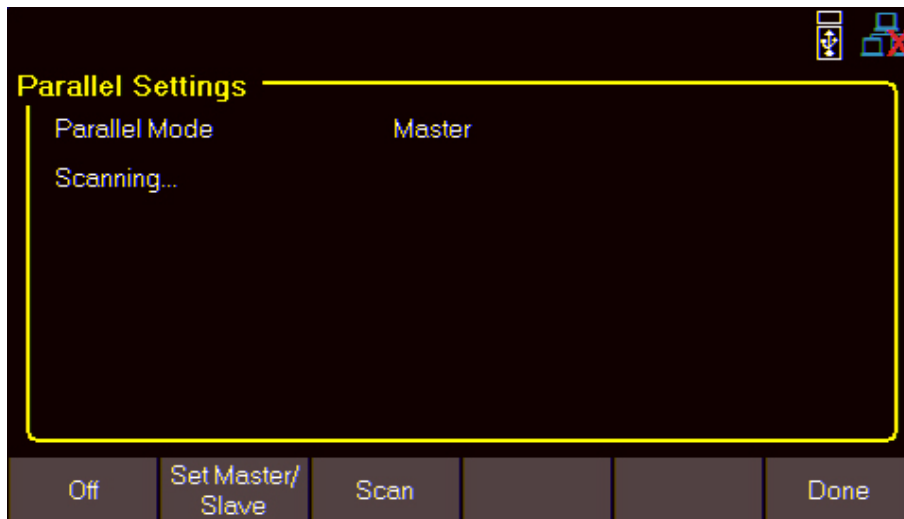 Parallel Settings
Parallel Mode Master
Scanning...
Off
Set Master/
Slave
Scan
Done